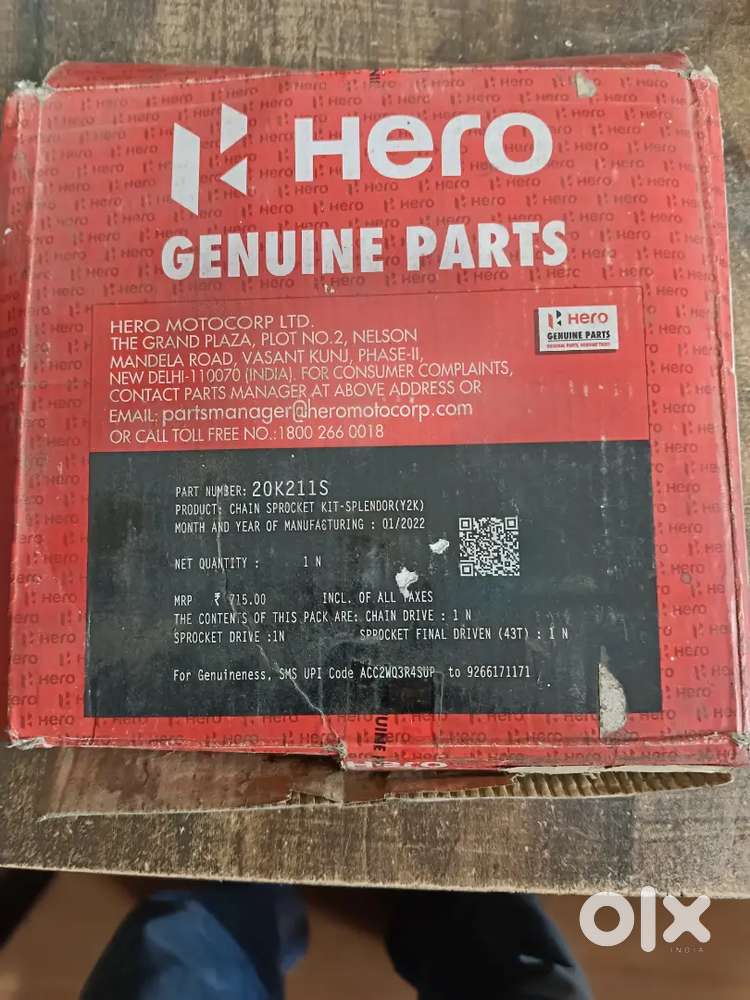 Hero
GENUINE PARTS
HERO MOTOCORP LTD.
THE GRAND PLAZA, PLOT NO.2, NELSON
MANDELA ROAD, VASANT KUNJ, PHASE-II,
NEW DELHI-110070 (INDIA). FOR CONSUMER COMPLAINTS,
CONTACT PARTS MANAGER AT ABOVE ADDRESS OR
EMAIL: partsmanager@heromotocorp.com
OR CALL TOLL FREE NO.:1800 266 0018
Hero
GENUINE PARTS
PART NUMBER: 20K211S
PRODUCT: CHAIN SPROCKET KIT-SPLENDOR(Y2K)
MONTH AND YEAR OF MANUFACTURING : 01/2022
NET QUANTITY : 1 N
MRP ₹ 715.00 INCL. OF ALL TAXES
THE CONTENTS OF THIS PACK ARE: CHAIN DRIVE : 1 N
SPROCKET DRIVE :1N SPROCKET FINAL DRIVEN (43T) : 1 N
For Genuineness, SMS UPI Code ACC2WQ3R4SUP to 9266171171
olx
INDIA